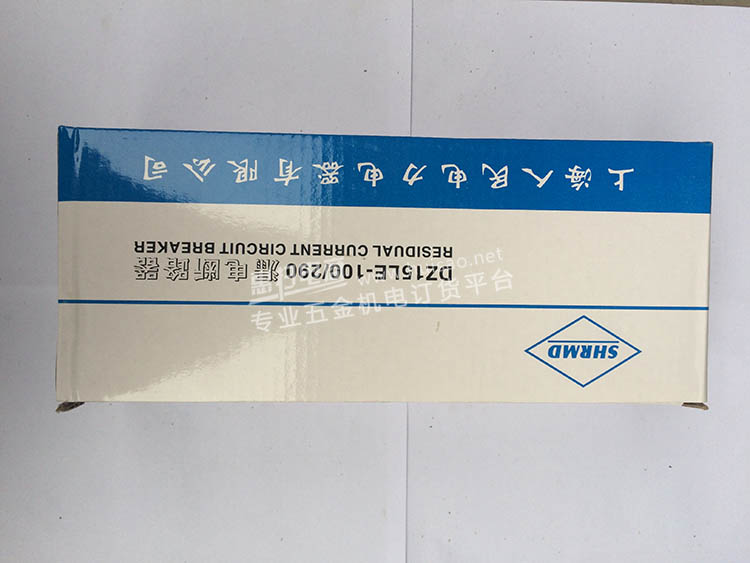 SHRMD
DZ15LE-100/290 漏电断路器
RESIDUAL CURRENT CIRCUIT BREAKER
上海人民电力电器有限公司
专业五金机电订货平台